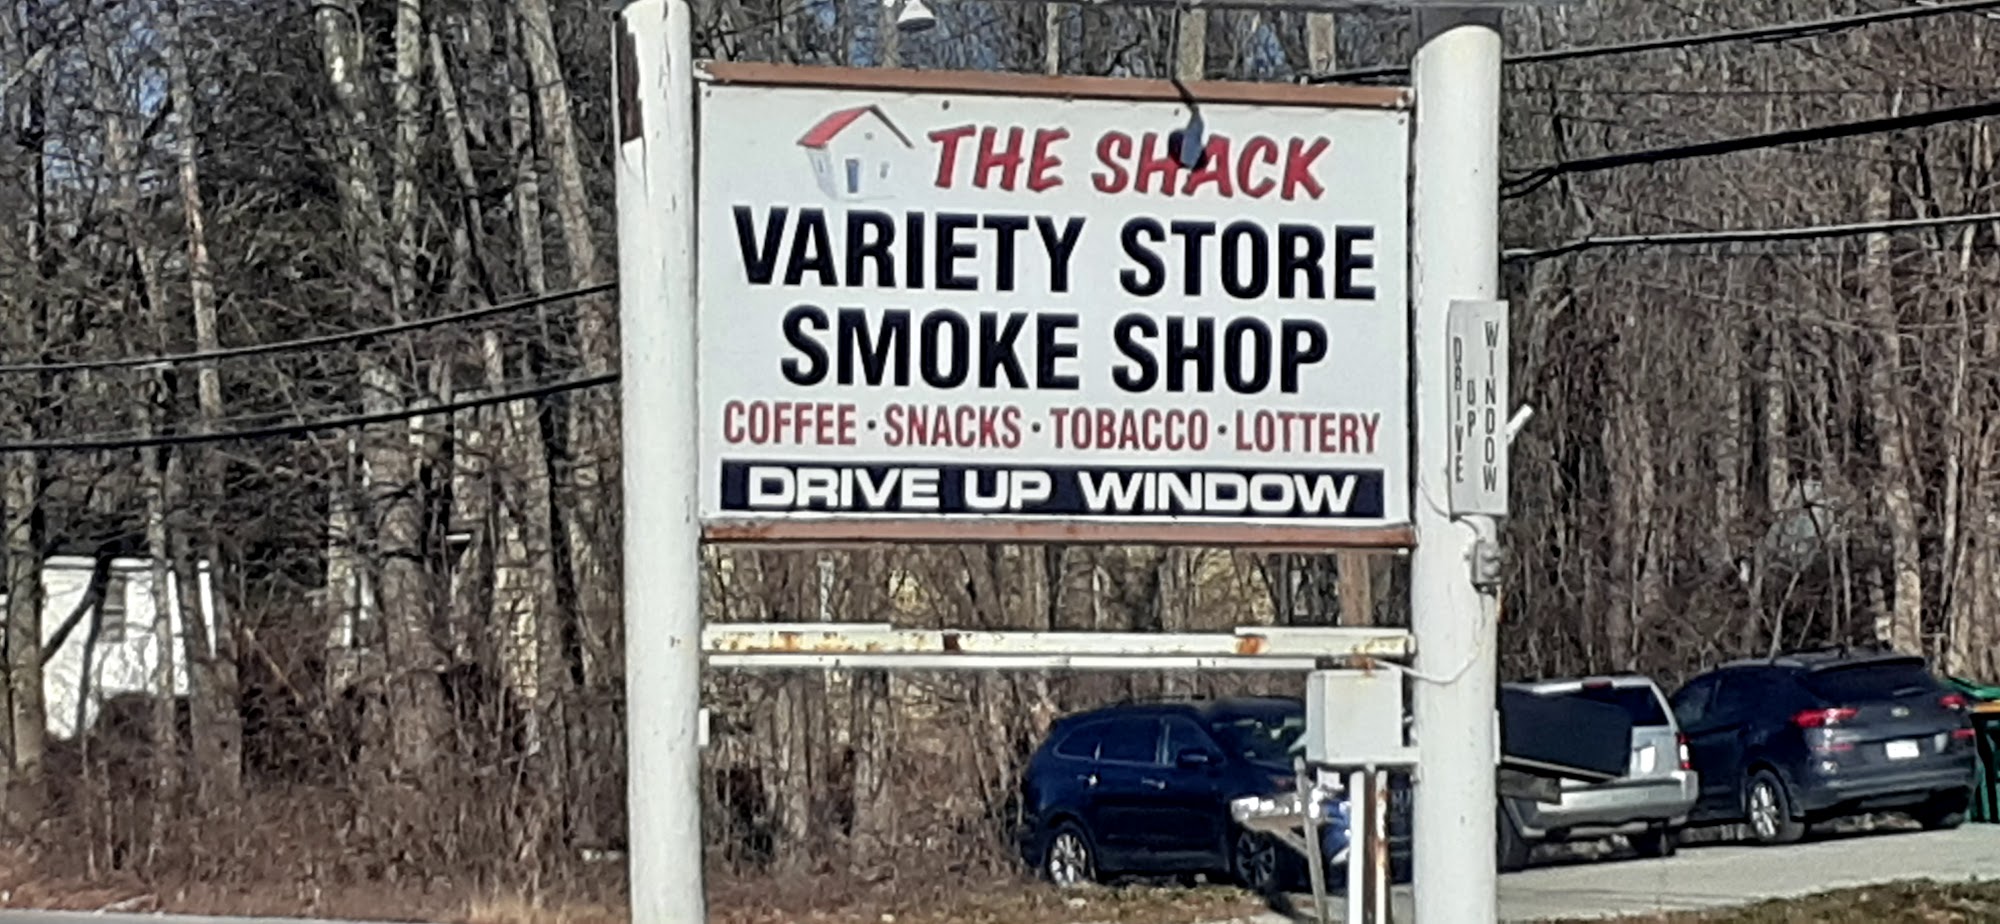 THE SHACK
VARIETY STORE
SMOKE SHOP
COFFEE · SNACKS · TOBACCO · LOTTERY
DRIVE UP WINDOW
DRIVE
UP
WINDOW